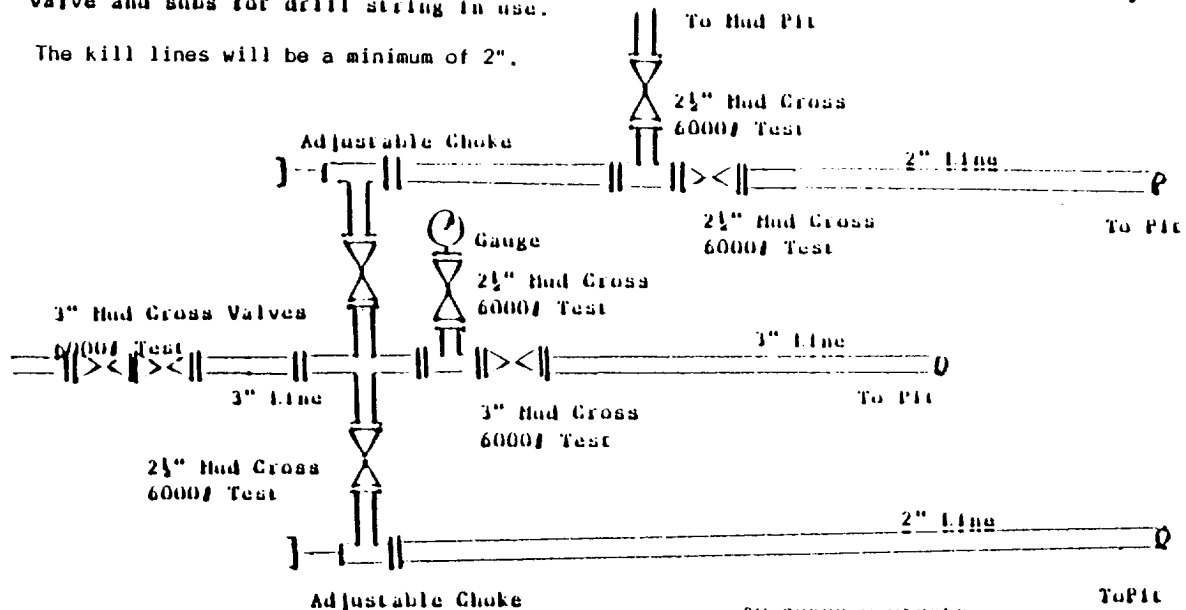 valve and subs for drill string in use.
To Mud Pit
The kill lines will be a minimum of 2".
2½" Mud Cross
6000# Test
Adjustable Choke
2" Line
2½" Mud Cross
6000# Test
To Pit
Gauge
2½" Mud Cross
6000# Test
3" Mud Cross Valves
6000# Test
3" Line
3" Line
To Pit
3" Mud Cross
6000# Test
2½" Mud Cross
6000# Test
2" Line
Adjustable Choke
ToPit